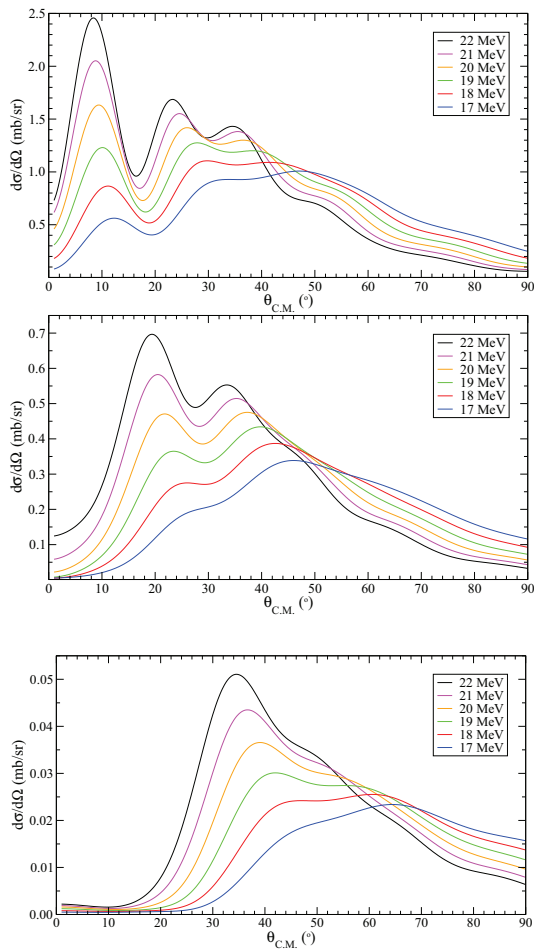 2.5
2.0
1.5
1.0
0.5
dσ/dΩ (mb/sr)
22 MeV
21 MeV
20 MeV
19 MeV
18 MeV
17 MeV
0 10 20 30 40 50 60 70 80 90
θC.M. (°)
0.7
0.6
0.5
0.4
0.3
0.2
0.1
dσ/dΩ (mb/sr)
22 MeV
21 MeV
20 MeV
19 MeV
18 MeV
17 MeV
0 10 20 30 40 50 60 70 80 90
θC.M. (°)
0.05
0.04
0.03
0.02
0.01
0.00
dσ/dΩ (mb/sr)
22 MeV
21 MeV
20 MeV
19 MeV
18 MeV
17 MeV
0 10 20 30 40 50 60 70 80 90
θC.M. (°)